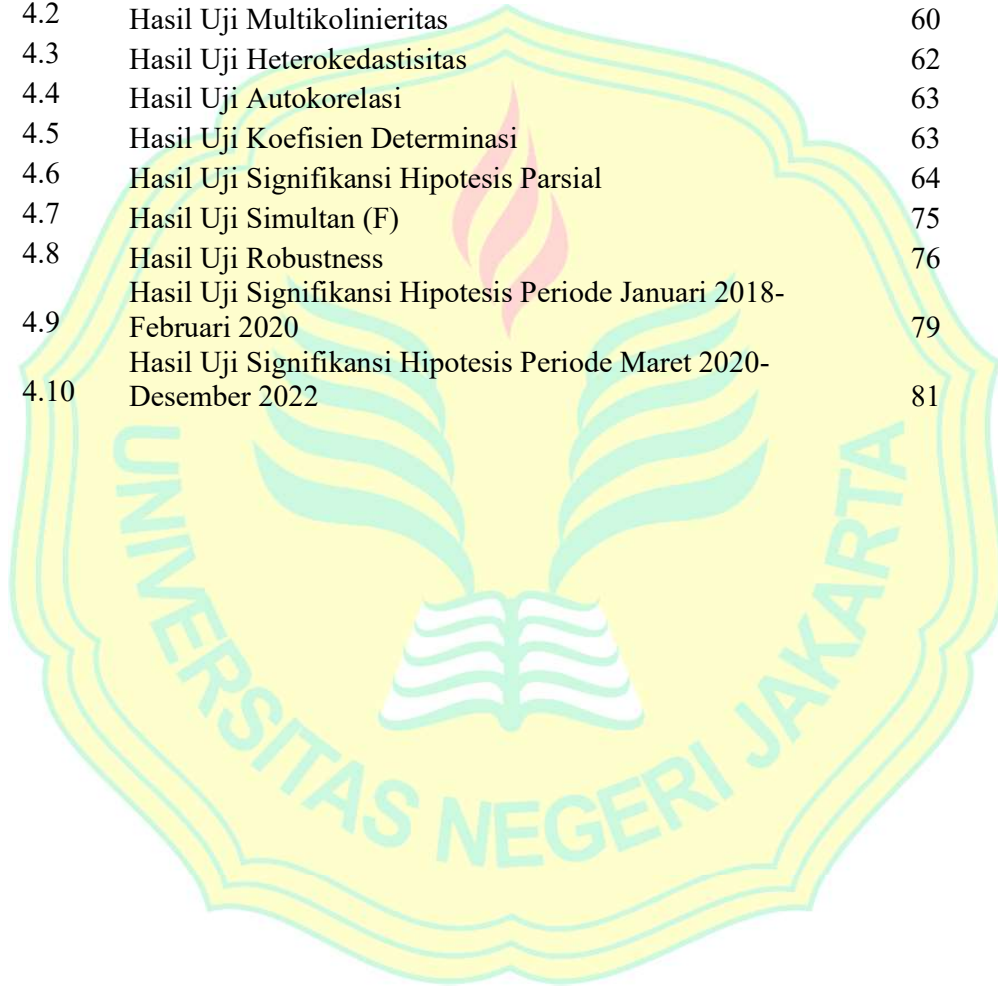 4.2 Hasil Uji Multikolinieritas 60
4.3 Hasil Uji Heterokedastisitas 62
4.4 Hasil Uji Autokorelasi 63
4.5 Hasil Uji Koefisien Determinasi 63
4.6 Hasil Uji Signifikansi Hipotesis Parsial 64
4.7 Hasil Uji Simultan (F) 75
4.8 Hasil Uji Robustness 76
Hasil Uji Signifikansi Hipotesis Periode Januari 2018-
4.9 Februari 2020 79
Hasil Uji Signifikansi Hipotesis Periode Maret 2020-
4.10 Desember 2022 81
UNIVERSITAS NEGERI JAKARTA